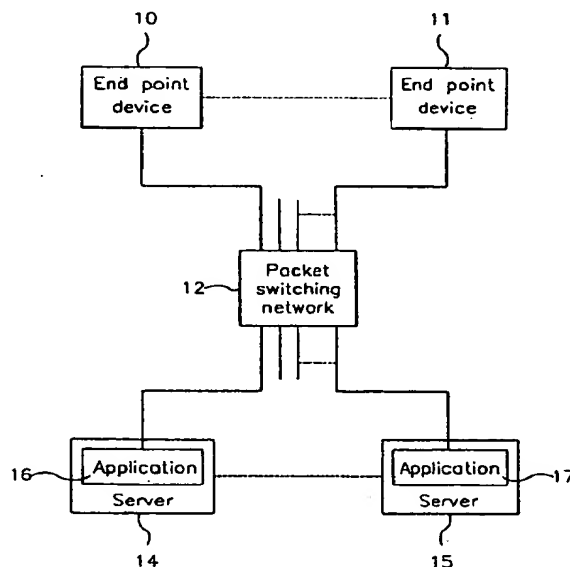 10
11
End point
device
End point
device
12
Packet
switching
network
16
Application
Server
Application
17
Server
14
15